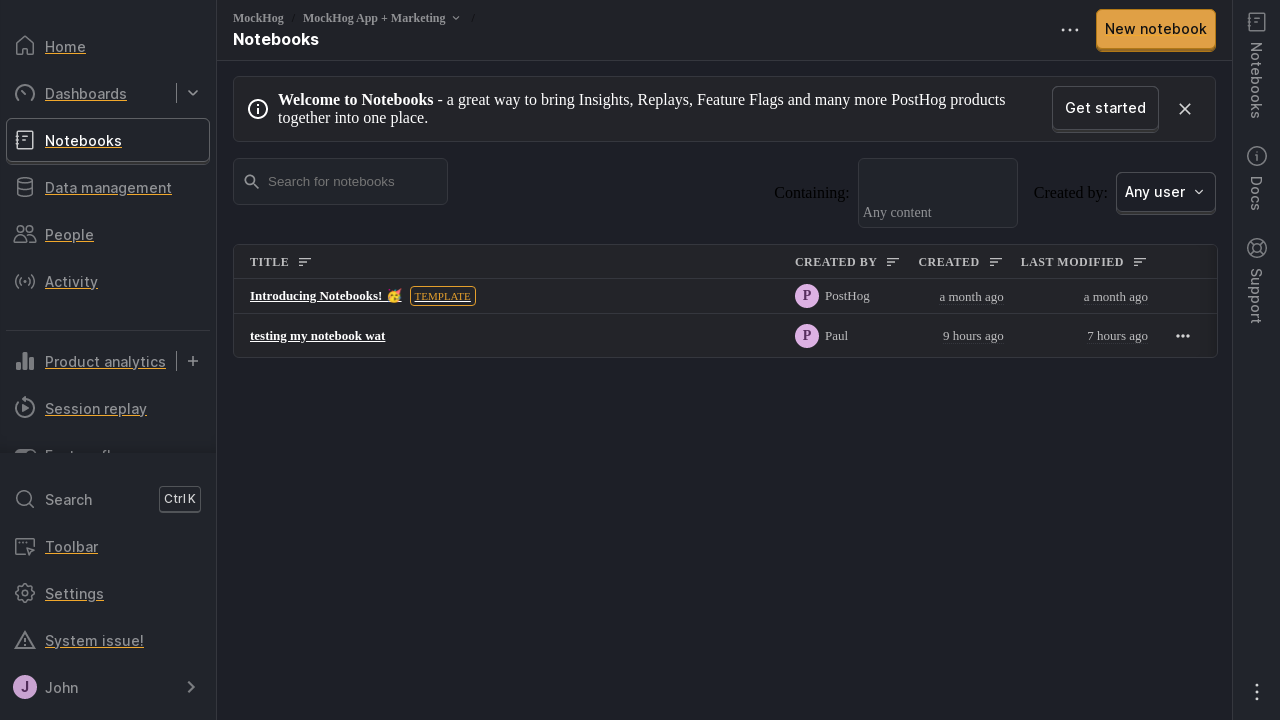 Home
Dashboards
Notebooks
Data management
People
Activity
Product analytics
Session replay
Search
Ctrl K
Toolbar
Settings
System issue!
J
John
MockHog / MockHog App + Marketing /
Notebooks
New notebook
Welcome to Notebooks - a great way to bring Insights, Replays, Feature Flags and many more PostHog products
together into one place.
Get started
Search for notebooks
Containing:
Any content
Created by:
Any user
TITLE CREATED BY CREATED LAST MODIFIED
Introducing Notebooks! 🥳 TEMPLATE P PostHog a month ago a month ago
testing my notebook wat P Paul 9 hours ago 7 hours ago
Notebooks
Docs
Support